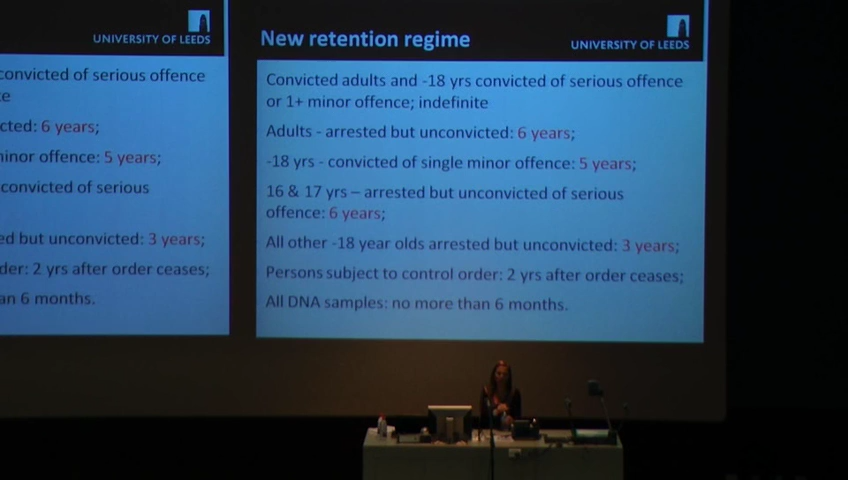 UNIVERSITY OF LEEDS
convicted of serious offence
cted: 6 years;
inor offence: 5 years;
convicted of serious
ed but unconvicted: 3 years;
der: 2 yrs after order ceases;
an 6 months.
New retention regime
UNIVERSITY OF LEEDS
Convicted adults and -18 yrs convicted of serious offence
or 1+ minor offence; indefinite
Adults - arrested but unconvicted: 6 years;
-18 yrs - convicted of single minor offence: 5 years;
16 & 17 yrs – arrested but unconvicted of serious
offence: 6 years;
All other -18 year olds arrested but unconvicted: 3 years;
Persons subject to control order: 2 yrs after order ceases;
All DNA samples: no more than 6 months.